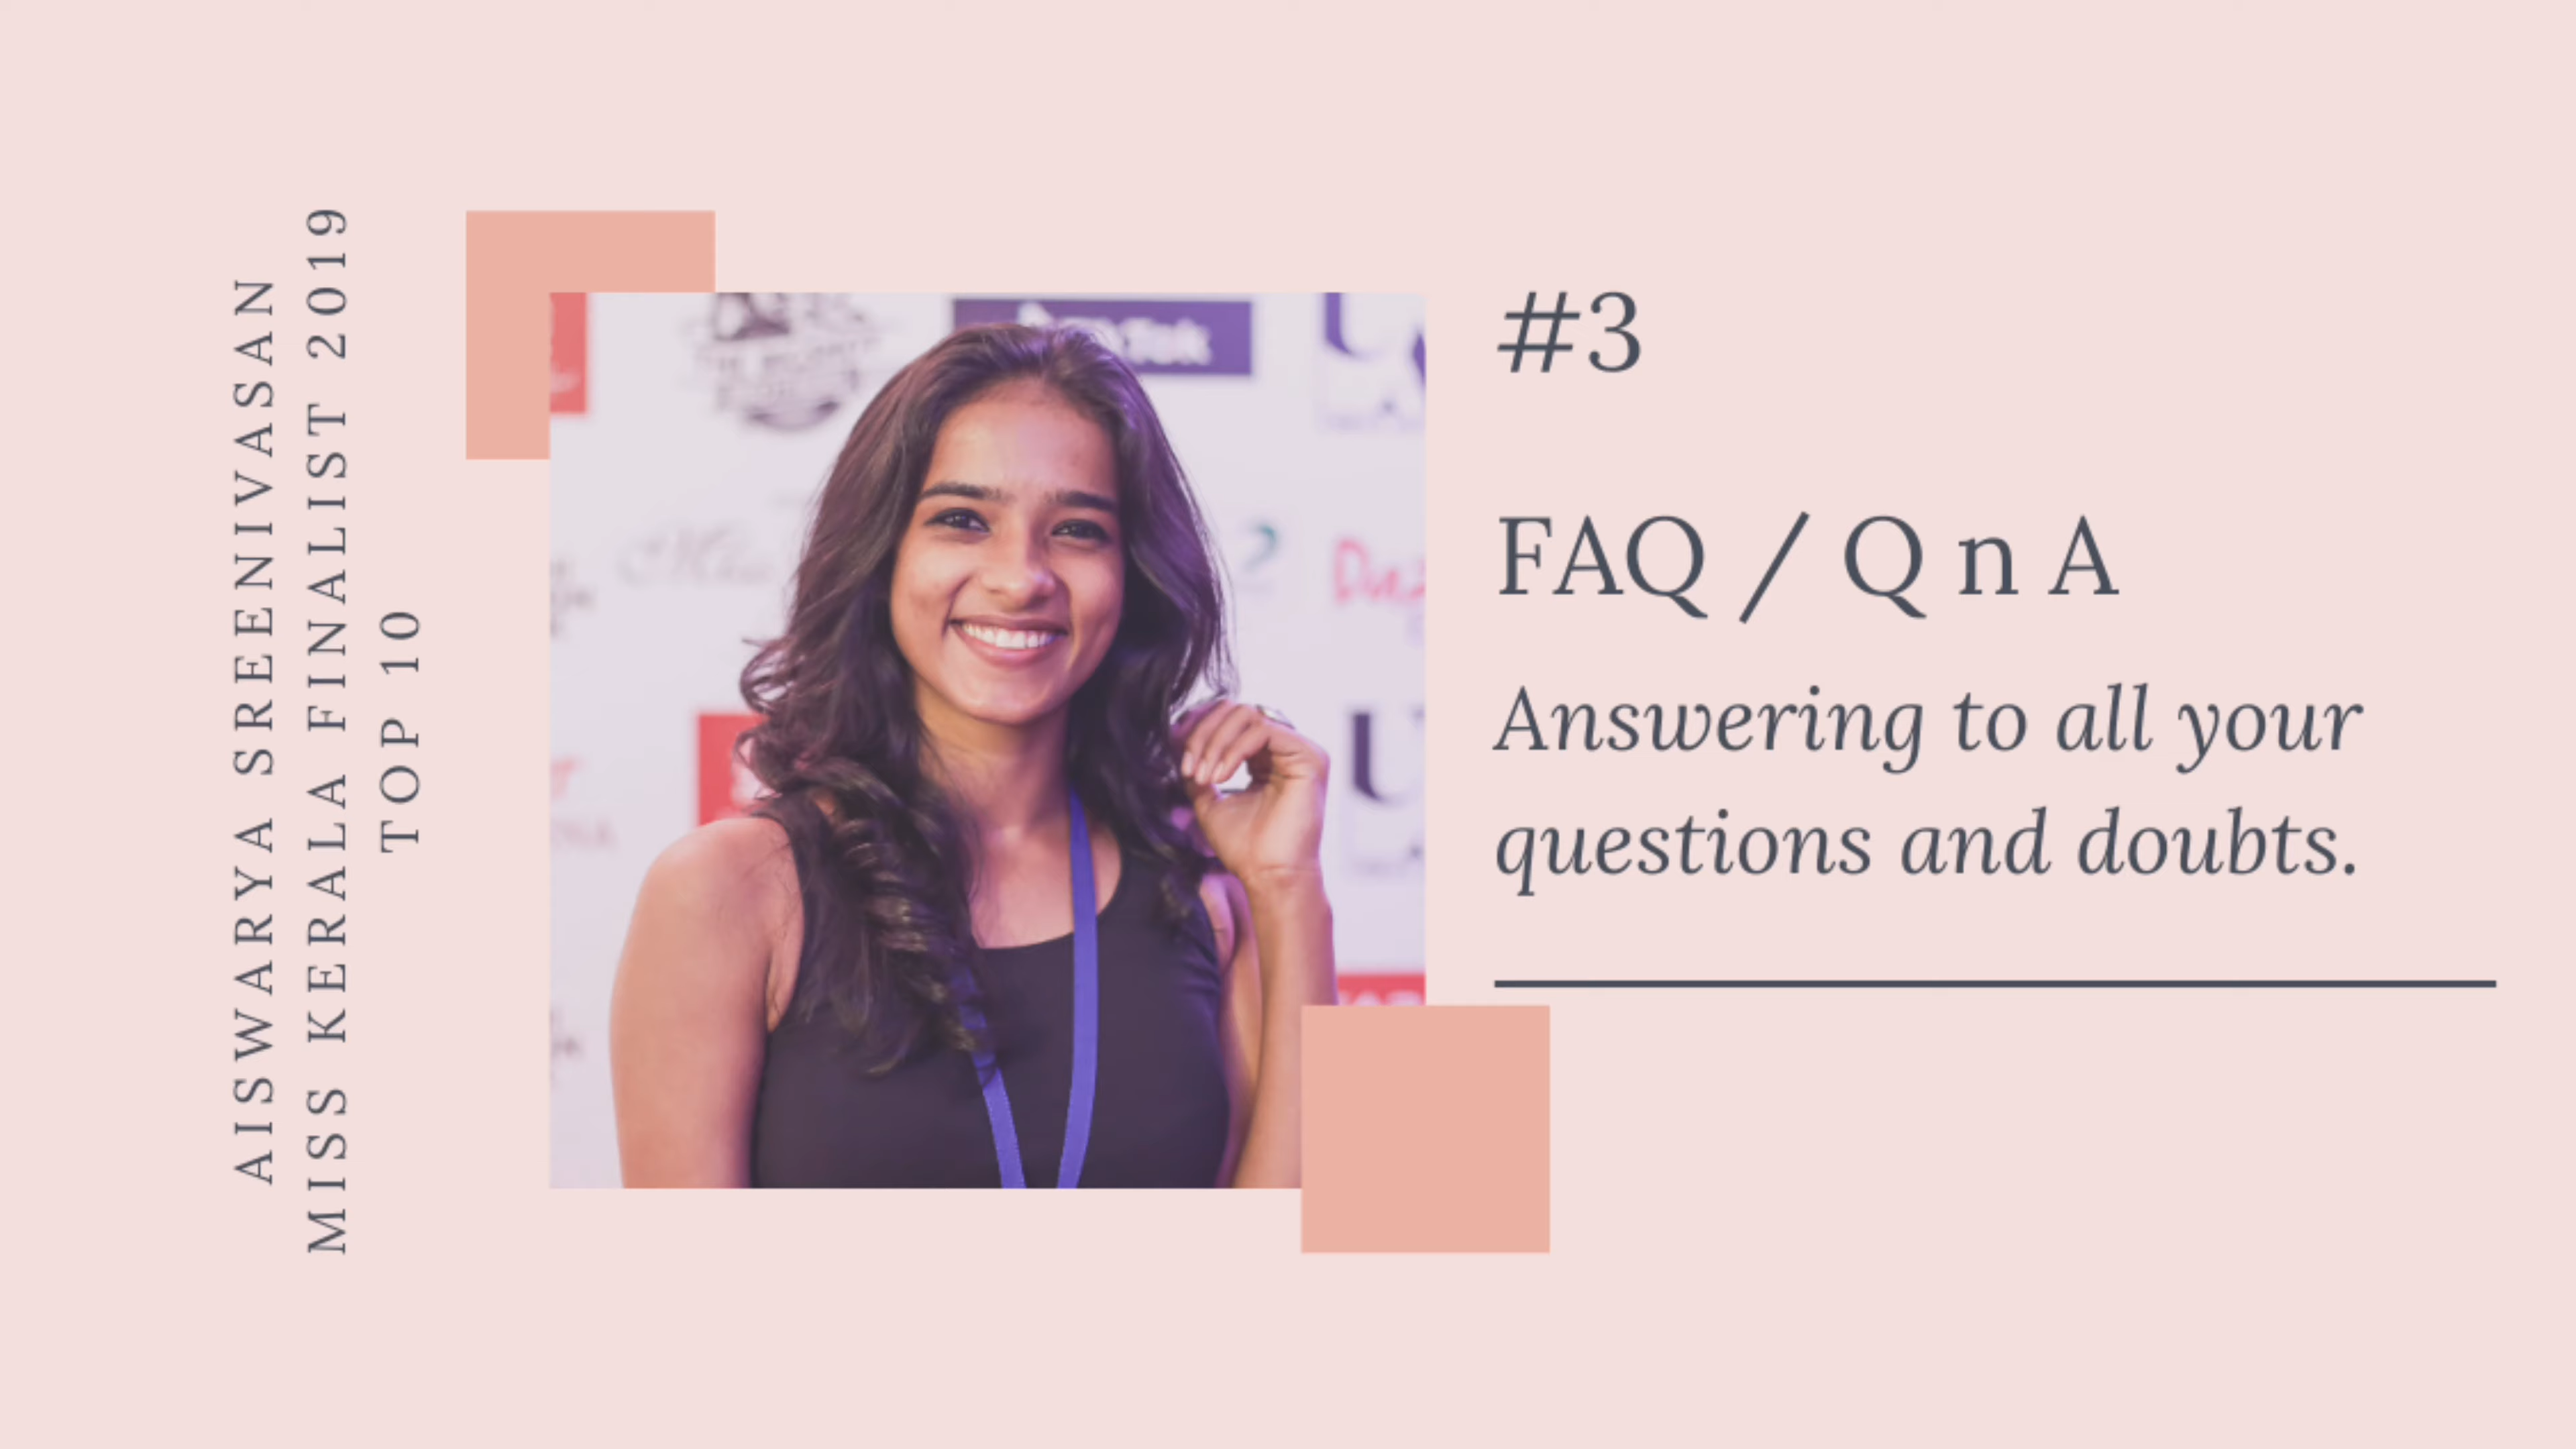 AISWARYA SREENIVASAN
MISS KERALA FINALIST 2019
TOP 10
#3
FAQ / Q n A
Answering to all your
questions and doubts.